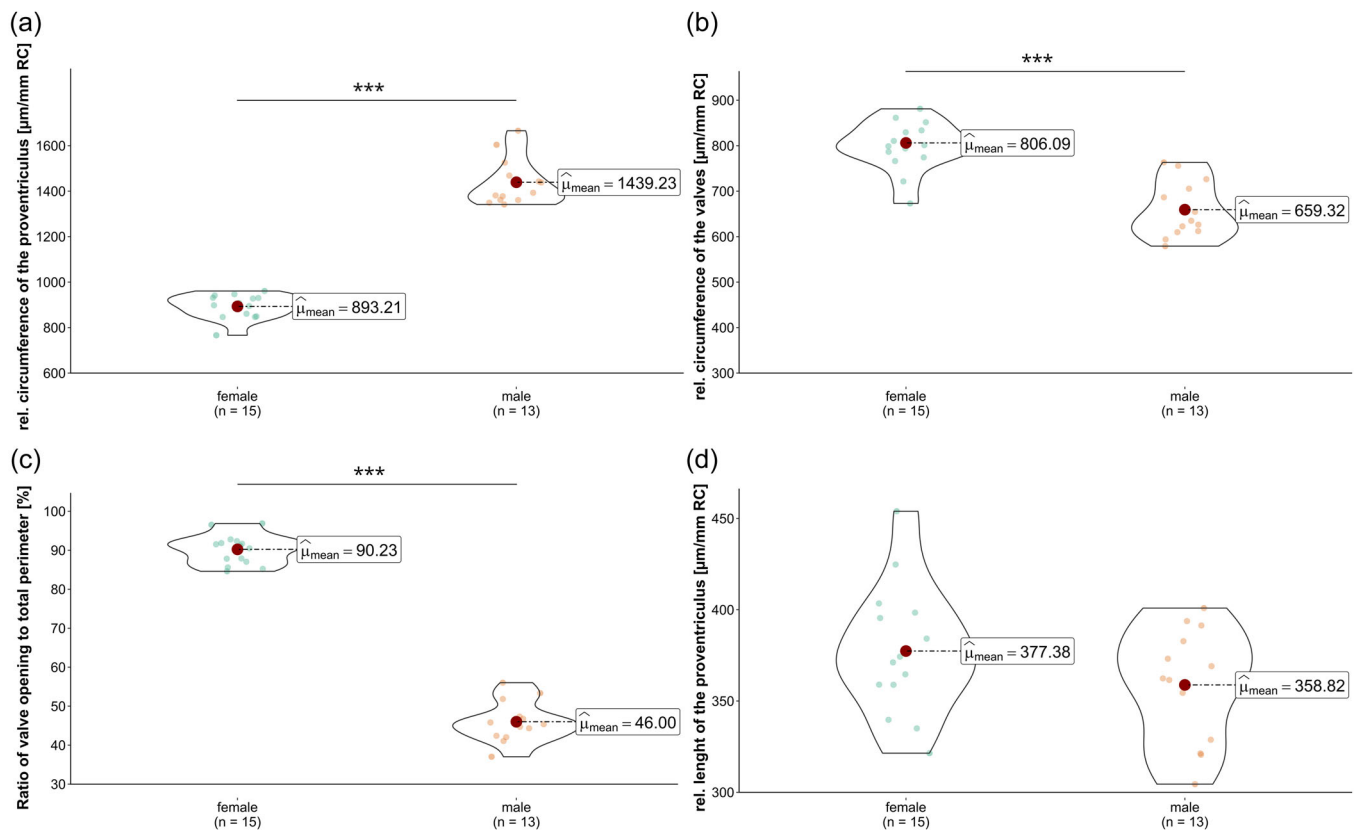 (a)
rel. circumference of the proventriculus [µm/mm RC]
1600
1400
1200
1000
800
600
***
μ̂mean = 893.21
μ̂mean = 1439.23
female
(n = 15)
male
(n = 13)
(b)
rel. circumference of the valves [µm/mm RC]
900
800
700
600
500
400
300
***
μ̂mean = 806.09
μ̂mean = 659.32
female
(n = 15)
male
(n = 13)
(c)
Ratio of valve opening to total perimeter [%]
100
90
80
70
60
50
40
30
***
μ̂mean = 90.23
μ̂mean = 46.00
female
(n = 15)
male
(n = 13)
(d)
rel. lenght of the proventriculus [µm/mm RC]
450
400
350
300
μ̂mean = 377.38
μ̂mean = 358.82
female
(n = 15)
male
(n = 13)